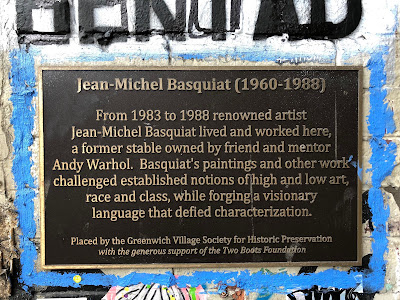 Jean-Michel Basquiat (1960-1988)
From 1983 to 1988 renowned artist
Jean-Michel Basquiat lived and worked here,
a former stable owned by friend and mentor
Andy Warhol. Basquiat's paintings and other work
challenged established notions of high and low art,
race and class, while forging a visionary
language that defied characterization.
Placed by the Greenwich Village Society for Historic Preservation
with the generous support of the Two Boots Foundation